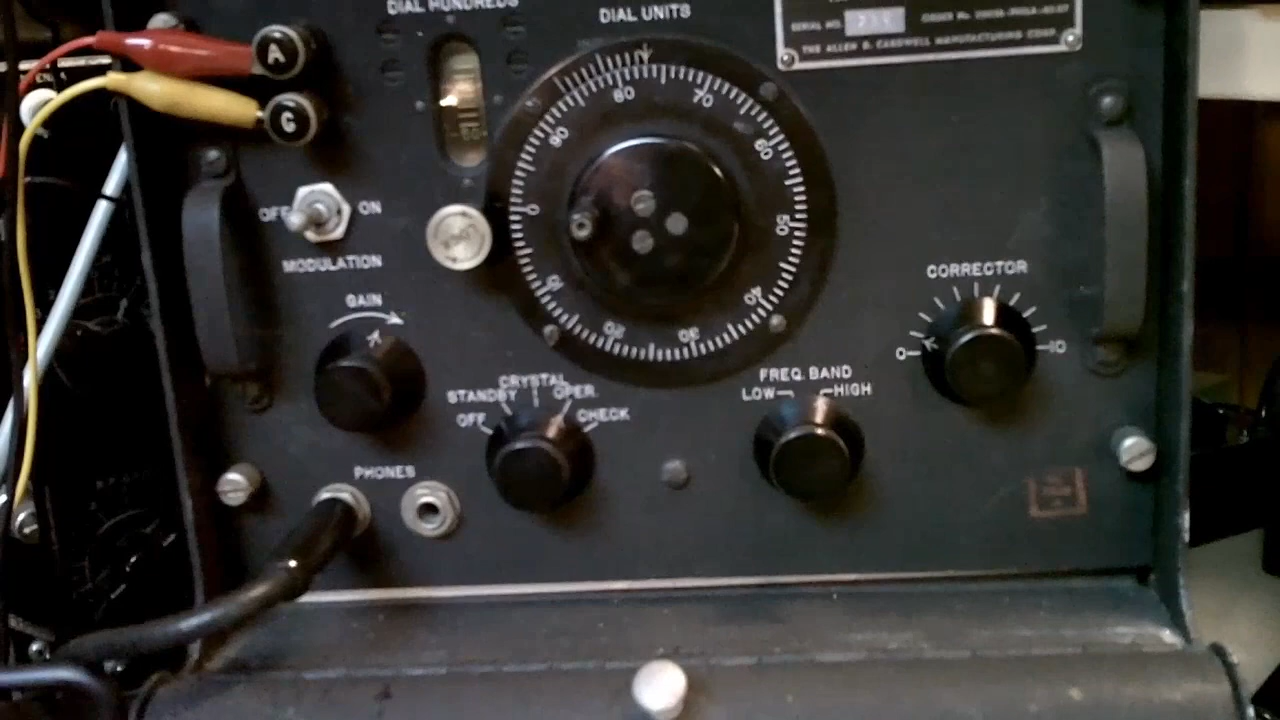 DIAL HUNDREDS
DIAL UNITS
SERIAL NO.
THE ALLEN D. CARDWELL MANUFACTURING CORP.
A
G
80
70
90
60
0
50
10
40
20
30
OFF
ON
MODULATION
GAIN
CORRECTOR
0
10
CRYSTAL
STANDBY
OPER.
OFF
CHECK
FREQ. BAND
LOW
HIGH
PHONES